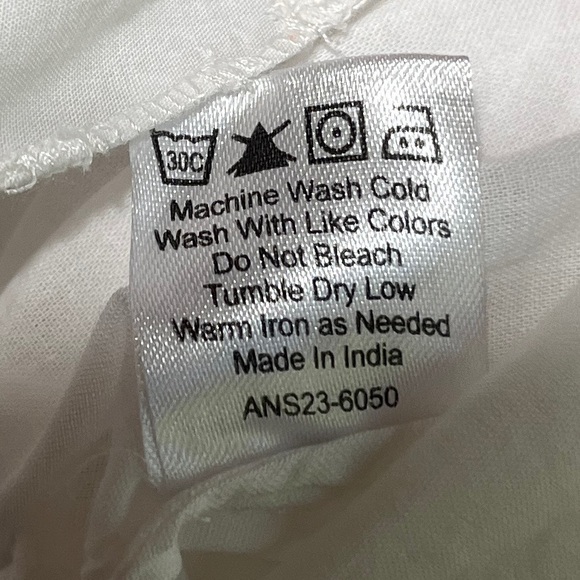 30C
Machine Wash Cold
Wash With Like Colors
Do Not Bleach
Tumble Dry Low
Warm Iron as Needed
Made In India
ANS23-6050